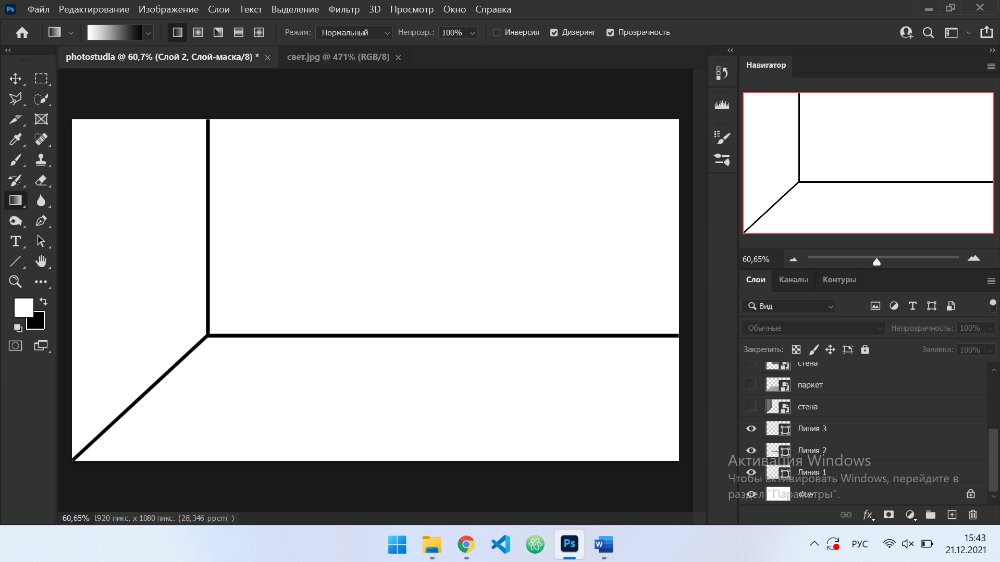 Ps Файл Редактирование Изображение Слои Текст Выделение Фильтр 3D Просмотр Окно Справка
Режим: Нормальный Непрозр.: 100% Инверсия Дизеринг Прозрачность
photostudia @ 60,7% (Слой 2, Слой-маска/8) * свет.jpg @ 471% (RGB/8)
Навигатор
60,65%
Слои Каналы Контуры
Вид
Обычные Непрозрачность: 100%
Закрепить: Заливка: 100%
стена
паркет
стена
Линия 3
Линия 2
Линия 1
Фон
Активация Windows
Чтобы активировать Windows, перейдите в
раздел "Параметры".
fx
60,65% 1920 пикс. x 1080 пикс. (28,346 ppcm)
Ps W РУС 15:43
21.12.2021